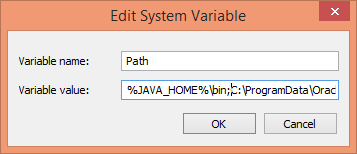 Edit System Variable
Variable name: Path
Variable value: %JAVA_HOME%\bin;C:\ProgramData\Orac
OK Cancel